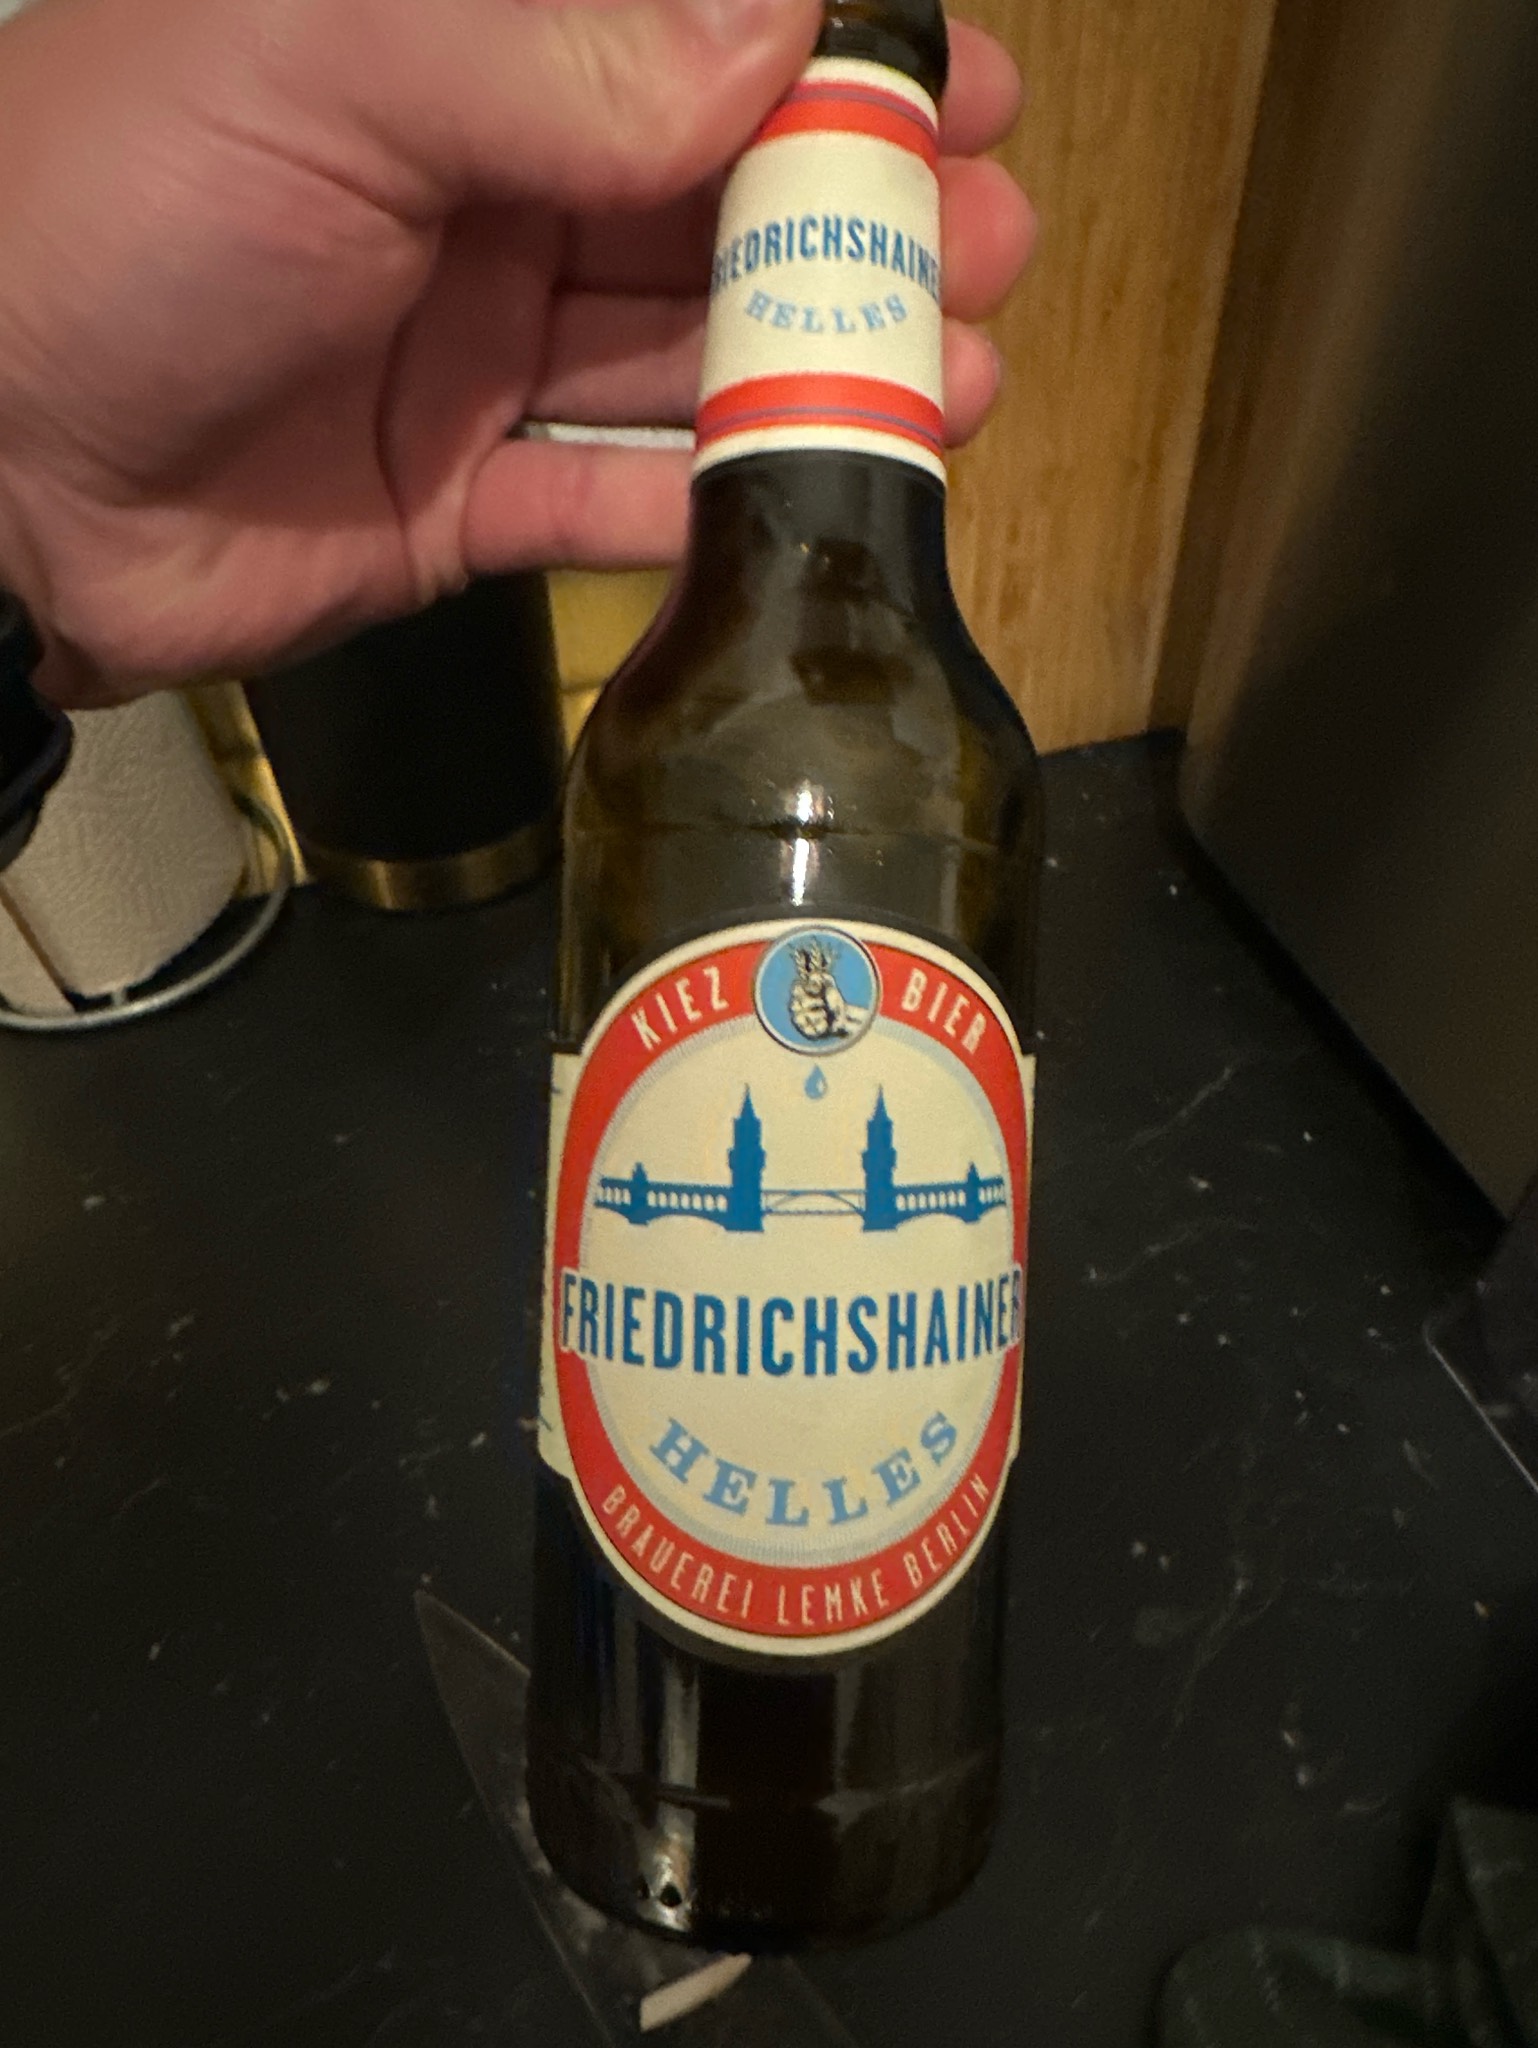 FRIEDRICHSHAINER
HELLES
KIEZ BIER
FRIEDRICHSHAINER
HELLES
BRAUEREI LEMKE BERLIN